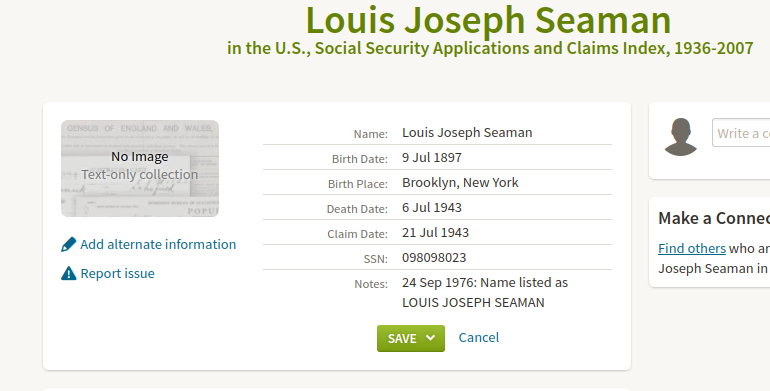 Louis Joseph Seaman
in the U.S., Social Security Applications and Claims Index, 1936-2007
CENSUS OF ENGLAND AND WALES,
No Image
Text-only collection
POPU
Add alternate information
Report issue
Name: Louis Joseph Seaman
Birth Date: 9 Jul 1897
Birth Place: Brooklyn, New York
Death Date: 6 Jul 1943
Claim Date: 21 Jul 1943
SSN: 098098023
Notes: 24 Sep 1976: Name listed as
LOUIS JOSEPH SEAMAN
SAVE
Cancel
Write a c
Make a Connec
Find others who ar
Joseph Seaman in